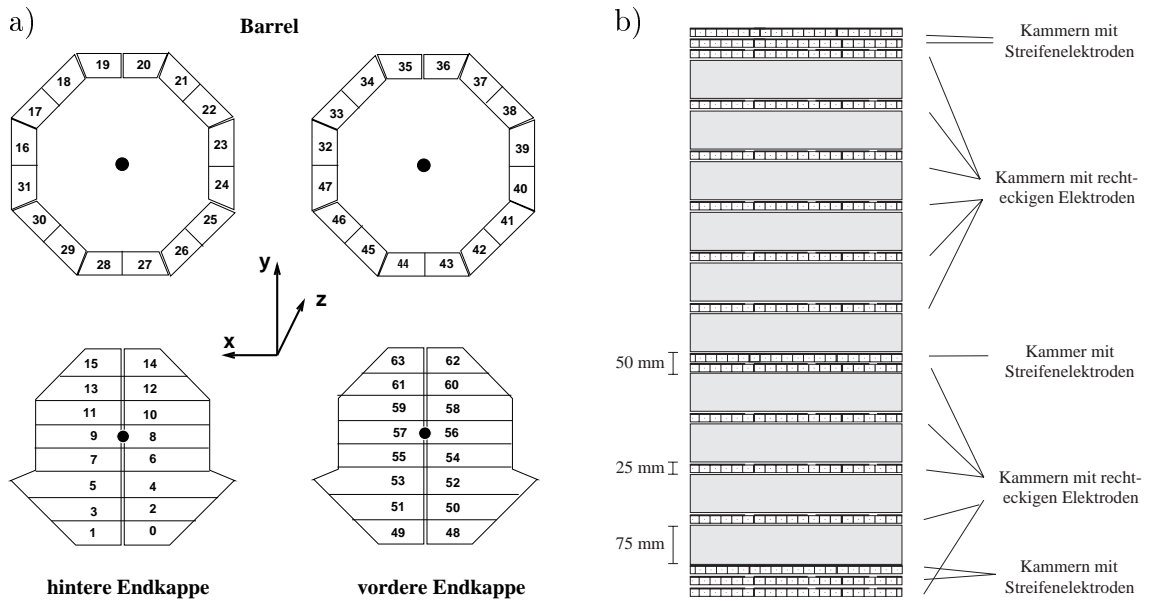 a)
Barrel
19 20
18 21
17 22
16 23
31 24
30 25
29 26
28 27
35 36
34 37
33 38
32 39
47 40
46 41
45 42
44 43
y
z
x
15 14
13 12
11 10
9 8
7 6
5 4
3 2
1 0
hintere Endkappe
63 62
61 60
59 58
57 56
55 54
53 52
51 50
49 48
vordere Endkappe
b)
Kammern mit
Streifenelektroden
Kammern mit recht-
eckigen Elektroden
50 mm
Kammer mit
Streifenelektroden
25 mm
Kammern mit recht-
eckigen Elektroden
75 mm
Kammern mit
Streifenelektroden